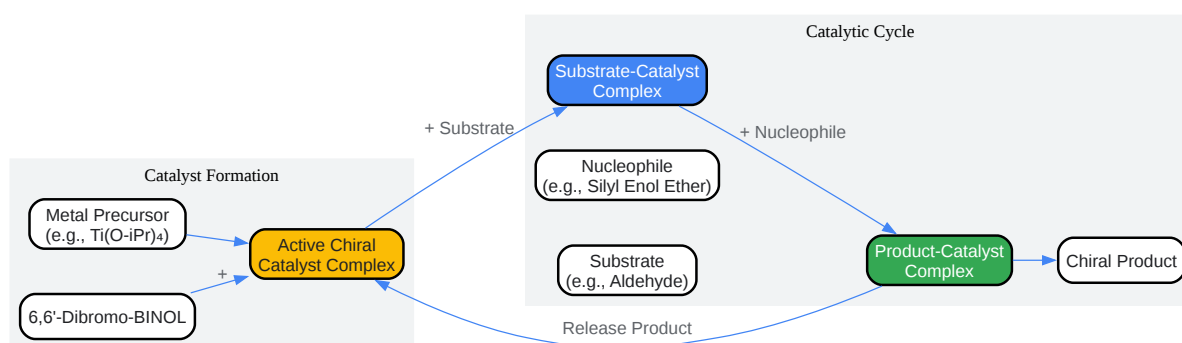 Catalytic Cycle
Substrate-Catalyst
Complex
+ Substrate
+ Nucleophile
Nucleophile
(e.g., Silyl Enol Ether)
Catalyst Formation
Metal Precursor
(e.g., Ti(O-iPr)₄)
Active Chiral
Catalyst Complex
+
6,6'-Dibromo-BINOL
Substrate
(e.g., Aldehyde)
Product-Catalyst
Complex
Chiral Product
Release Product